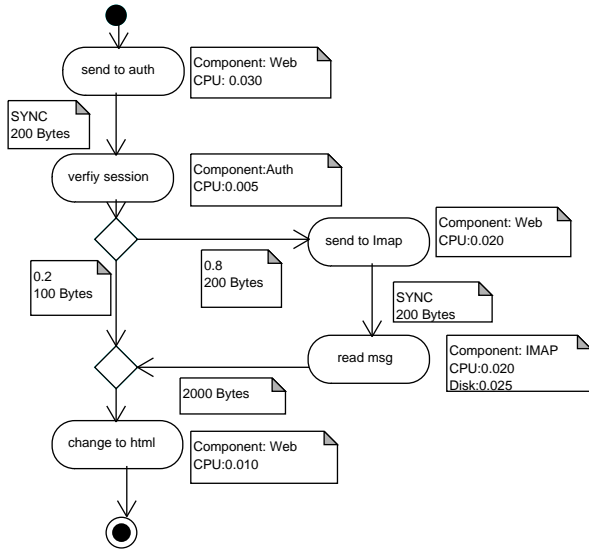 send to auth
Component: Web
CPU: 0.030
SYNC
200 Bytes
verfiy session
Component:Auth
CPU:0.005
send to Imap
Component: Web
CPU:0.020
0.2
100 Bytes
0.8
200 Bytes
SYNC
200 Bytes
read msg
Component: IMAP
CPU:0.020
Disk:0.025
2000 Bytes
change to html
Component: Web
CPU:0.010